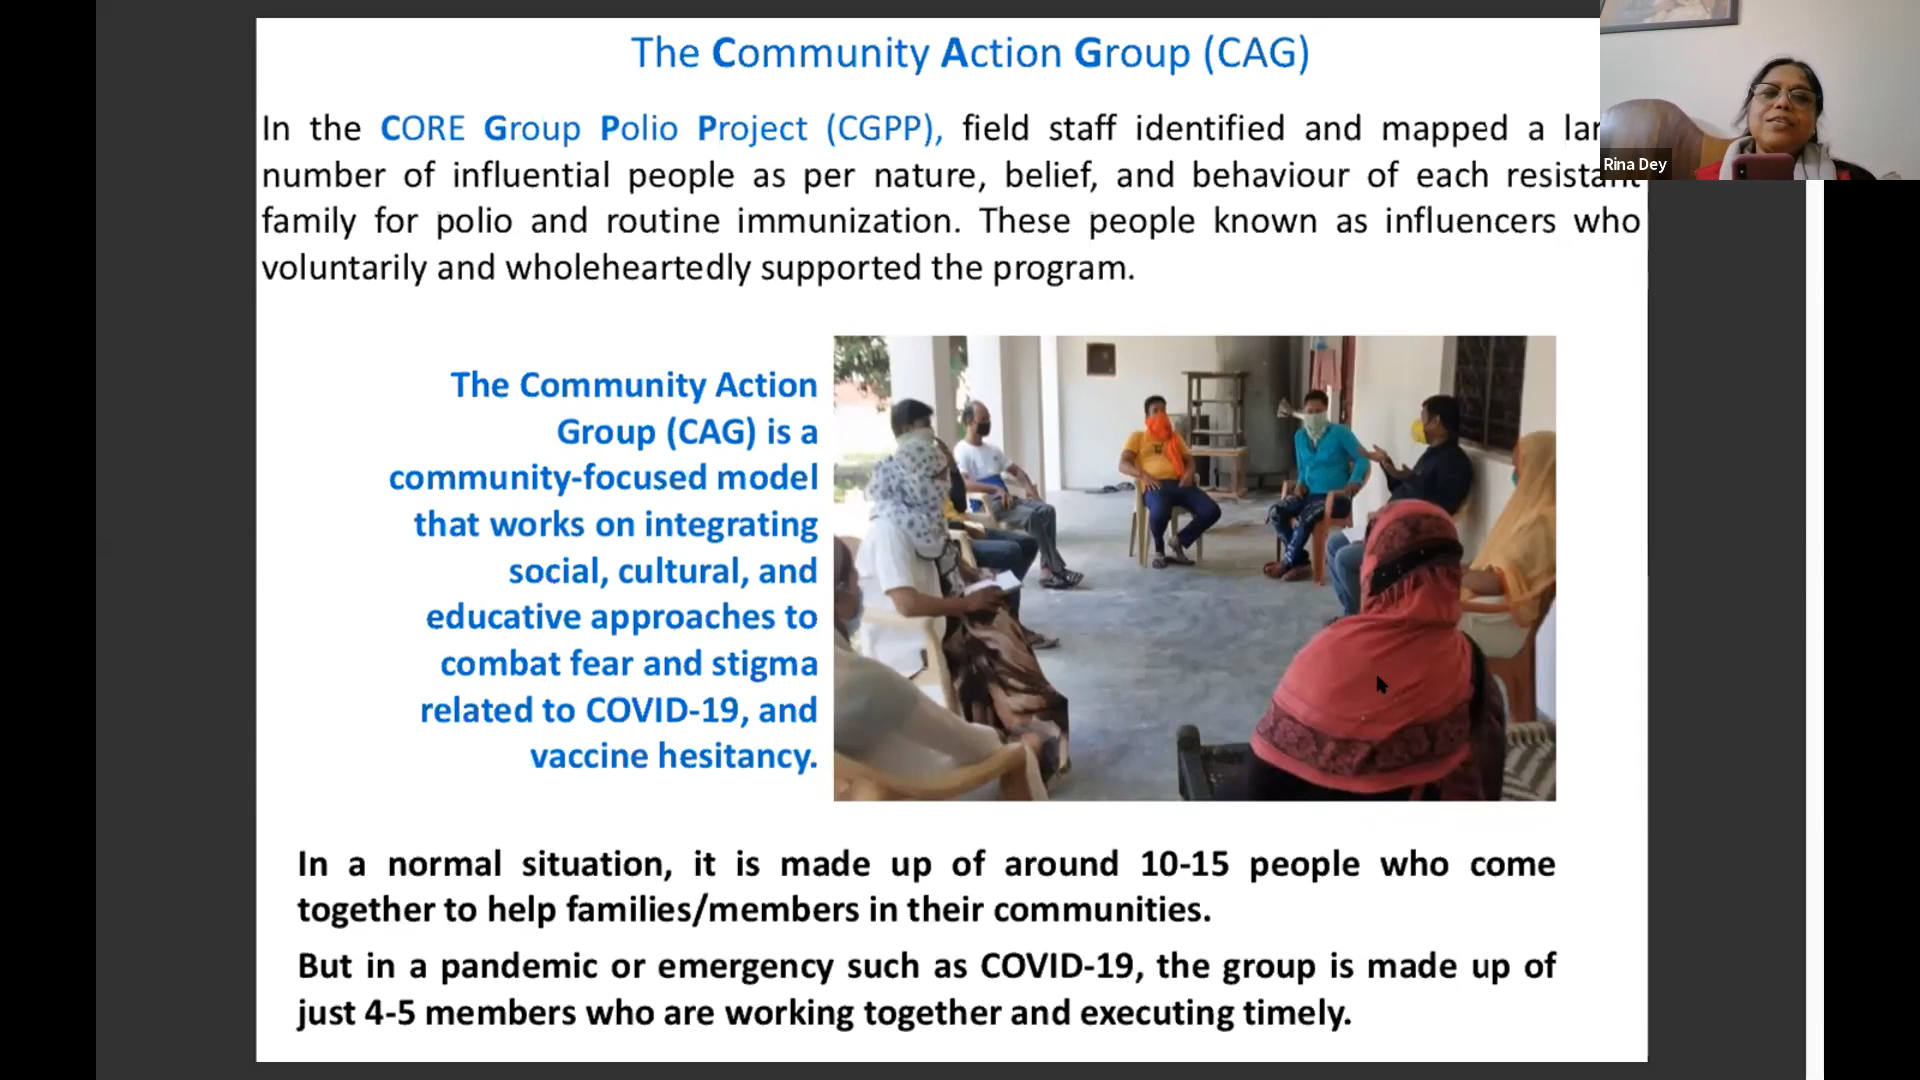 The Community Action Group (CAG)
In the CORE Group Polio Project (CGPP), field staff identified and mapped a
number of influential people as per nature, belief, and behaviour of each resistant
family for polio and routine immunization. These people known as influencers who
voluntarily and wholeheartedly supported the program.
Rina Dey
The Community Action
Group (CAG) is a
community-focused model
that works on integrating
social, cultural, and
educative approaches to
combat fear and stigma
related to COVID-19, and
vaccine hesitancy.
In a normal situation, it is made up of around 10-15 people who come
together to help families/members in their communities.
But in a pandemic or emergency such as COVID-19, the group is made up of
just 4-5 members who are working together and executing timely.